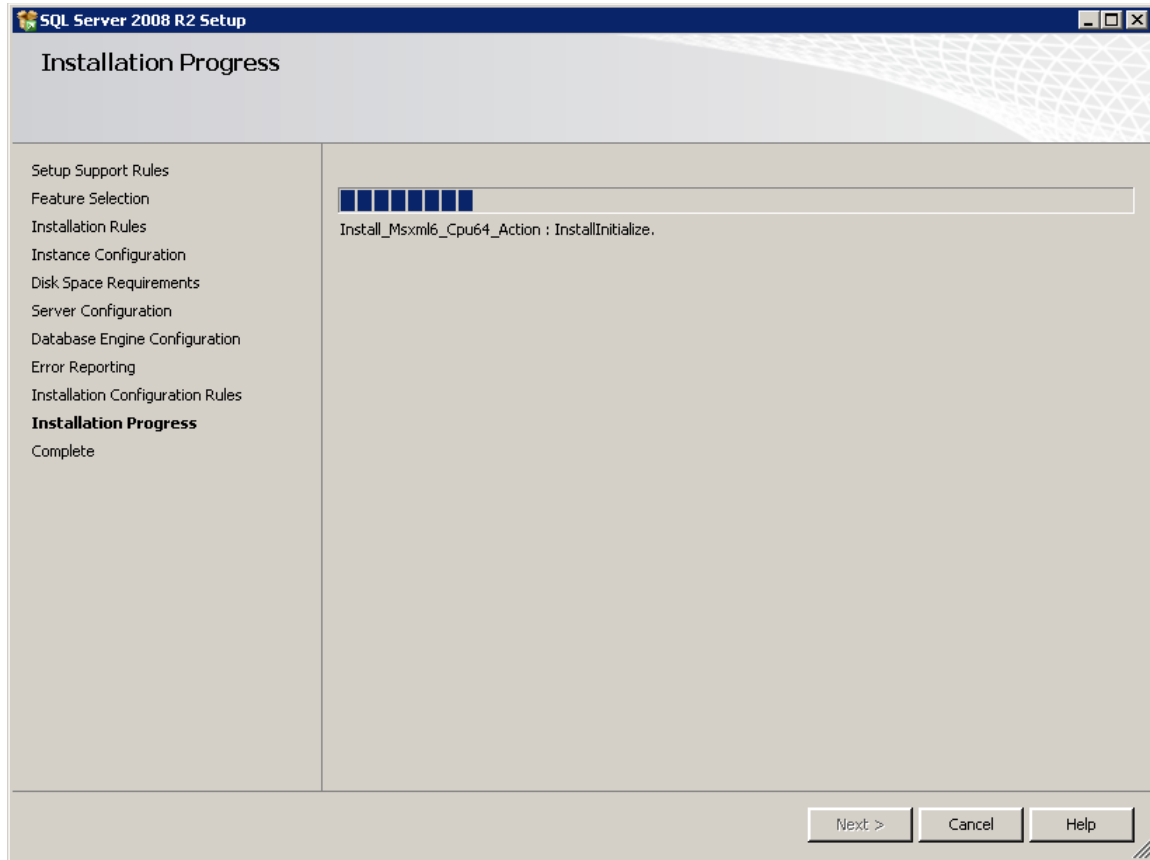 SQL Server 2008 R2 Setup
Installation Progress
Setup Support Rules
Feature Selection
Installation Rules
Instance Configuration
Disk Space Requirements
Server Configuration
Database Engine Configuration
Error Reporting
Installation Configuration Rules
Installation Progress
Complete
Install_Msxml6_Cpu64_Action : InstallInitialize.
Next >
Cancel
Help